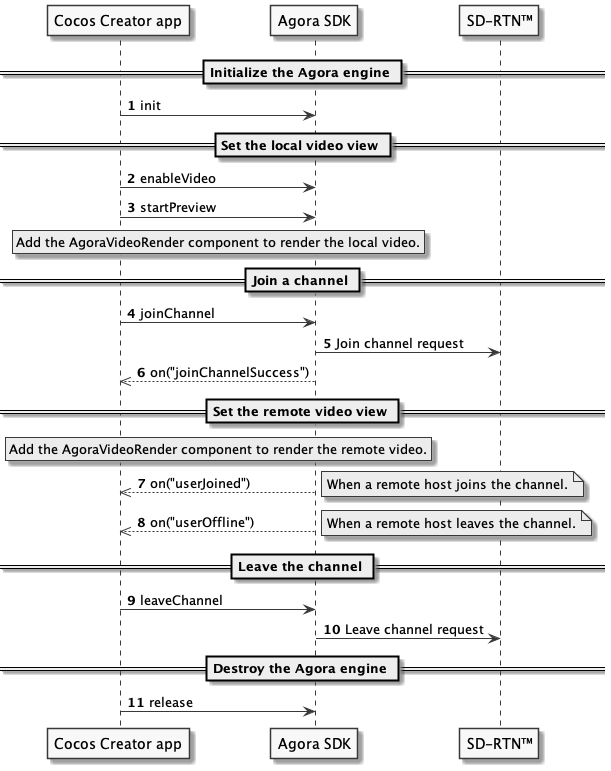 Cocos Creator app
Agora SDK
SD-RTN™
Initialize the Agora engine
1 init
Set the local video view
2 enableVideo
3 startPreview
Add the AgoraVideoRender component to render the local video.
Join a channel
4 joinChannel
5 Join channel request
6 on("joinChannelSuccess")
Set the remote video view
Add the AgoraVideoRender component to render the remote video.
7 on("userJoined")
When a remote host joins the channel.
8 on("userOffline")
When a remote host leaves the channel.
Leave the channel
9 leaveChannel
10 Leave channel request
Destroy the Agora engine
11 release
Cocos Creator app
Agora SDK
SD-RTN™